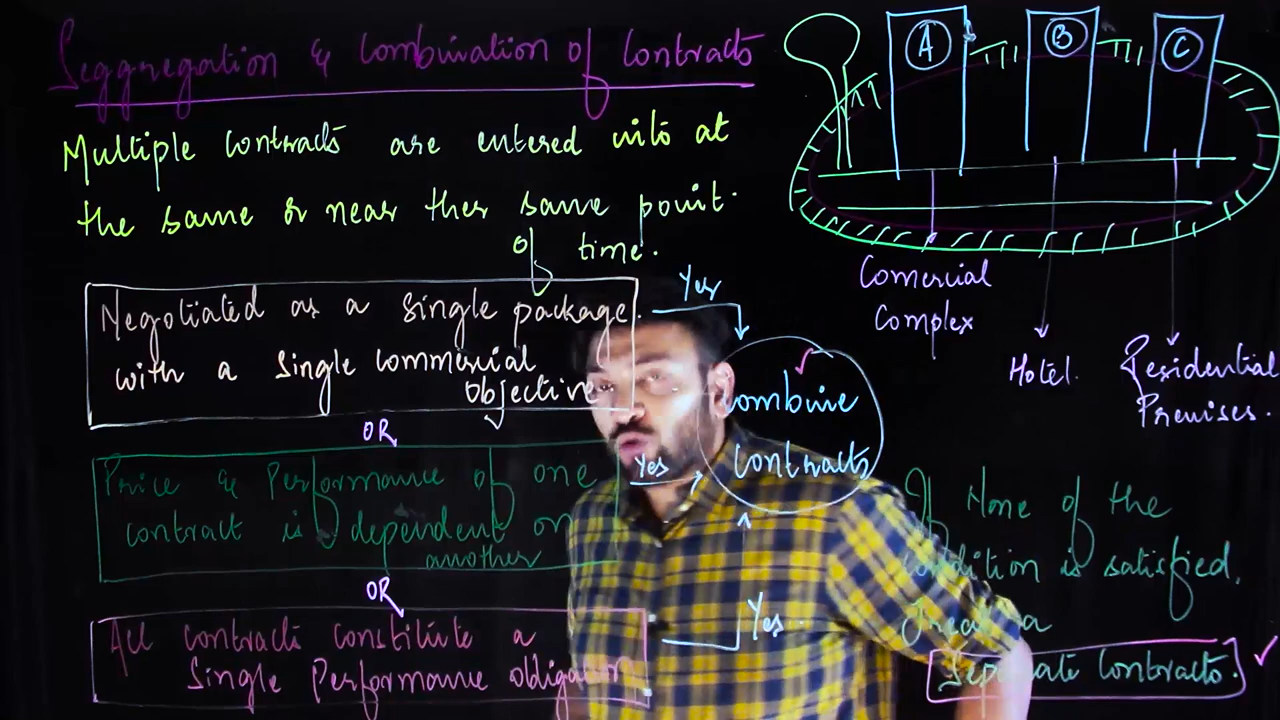 Seggregation & Combination of Contracts
Multiple contracts are entered into at
the same or near ther same point
of time.
Negotiated as a single package
with a single commercial
Objective
OR
Price & Performance of one
contract is dependent on
another
OR
All contracts constitute a
Single Performance obligation
Yes
Yes
Yes
Combine
Contracts
A
B
C
Comercial
Complex
Hotel.
Residential
Premises.
If None of the
condition is satisfied,
Treat a
Separate Contracts.